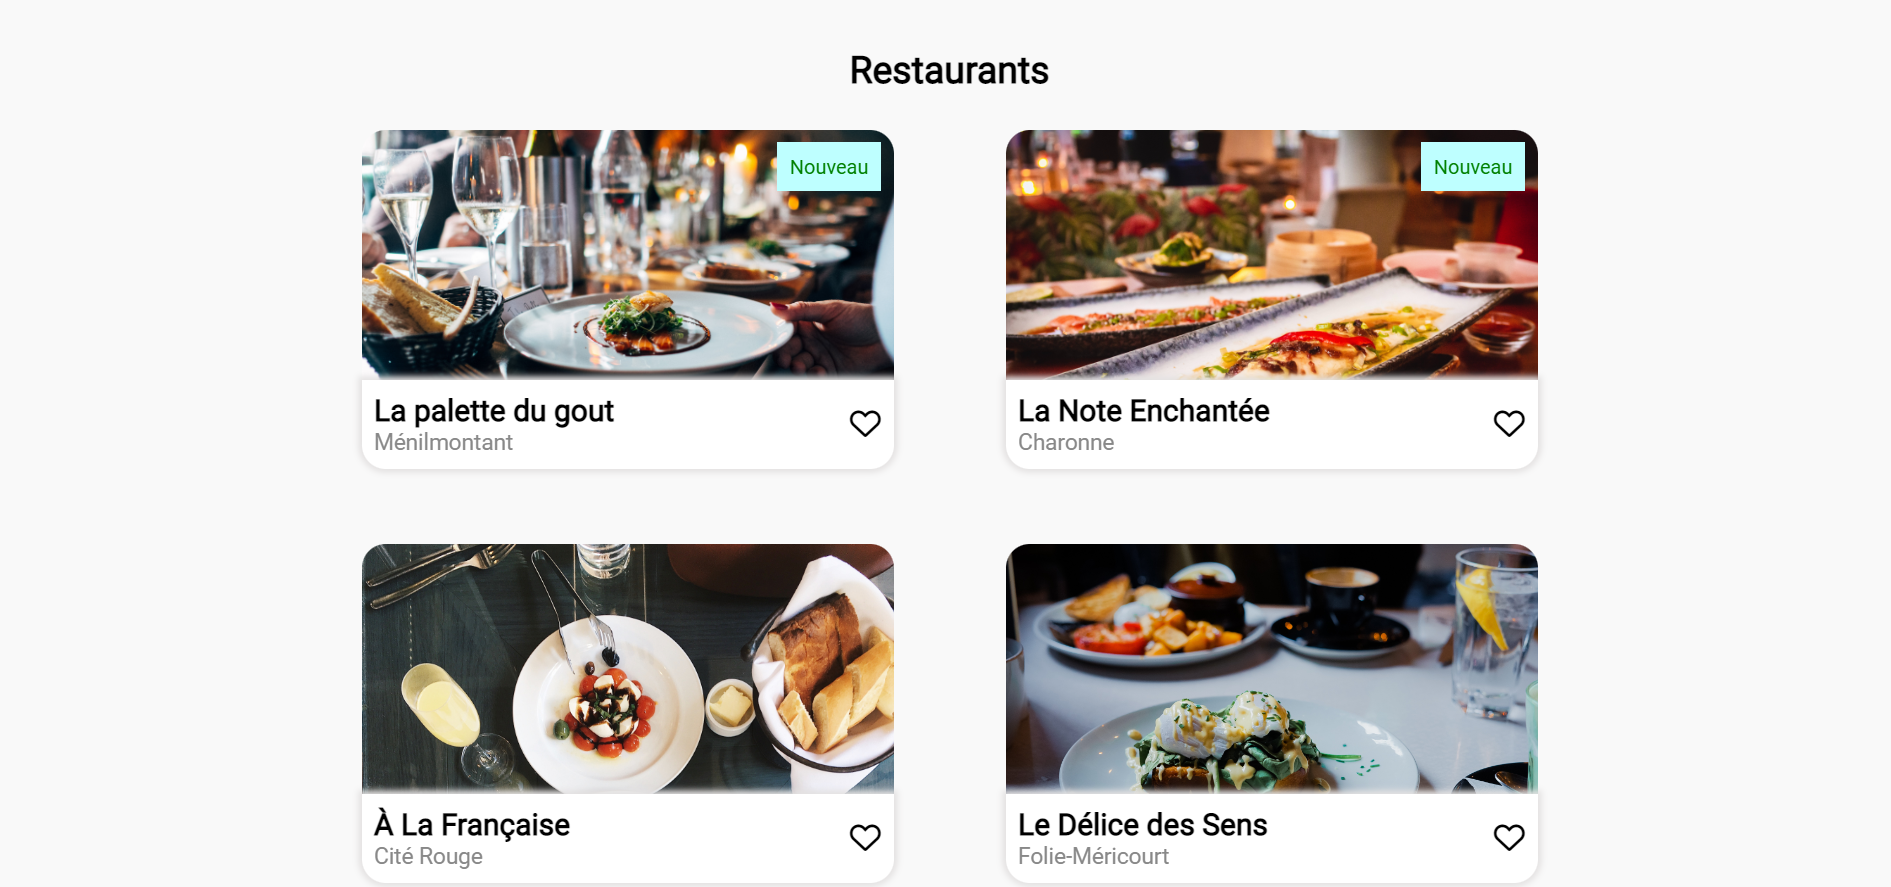 Restaurants
Nouveau
Nouveau
La palette du gout
Ménilmontant
La Note Enchantée
Charonne
À La Française
Cité Rouge
Le Délice des Sens
Folie-Méricourt